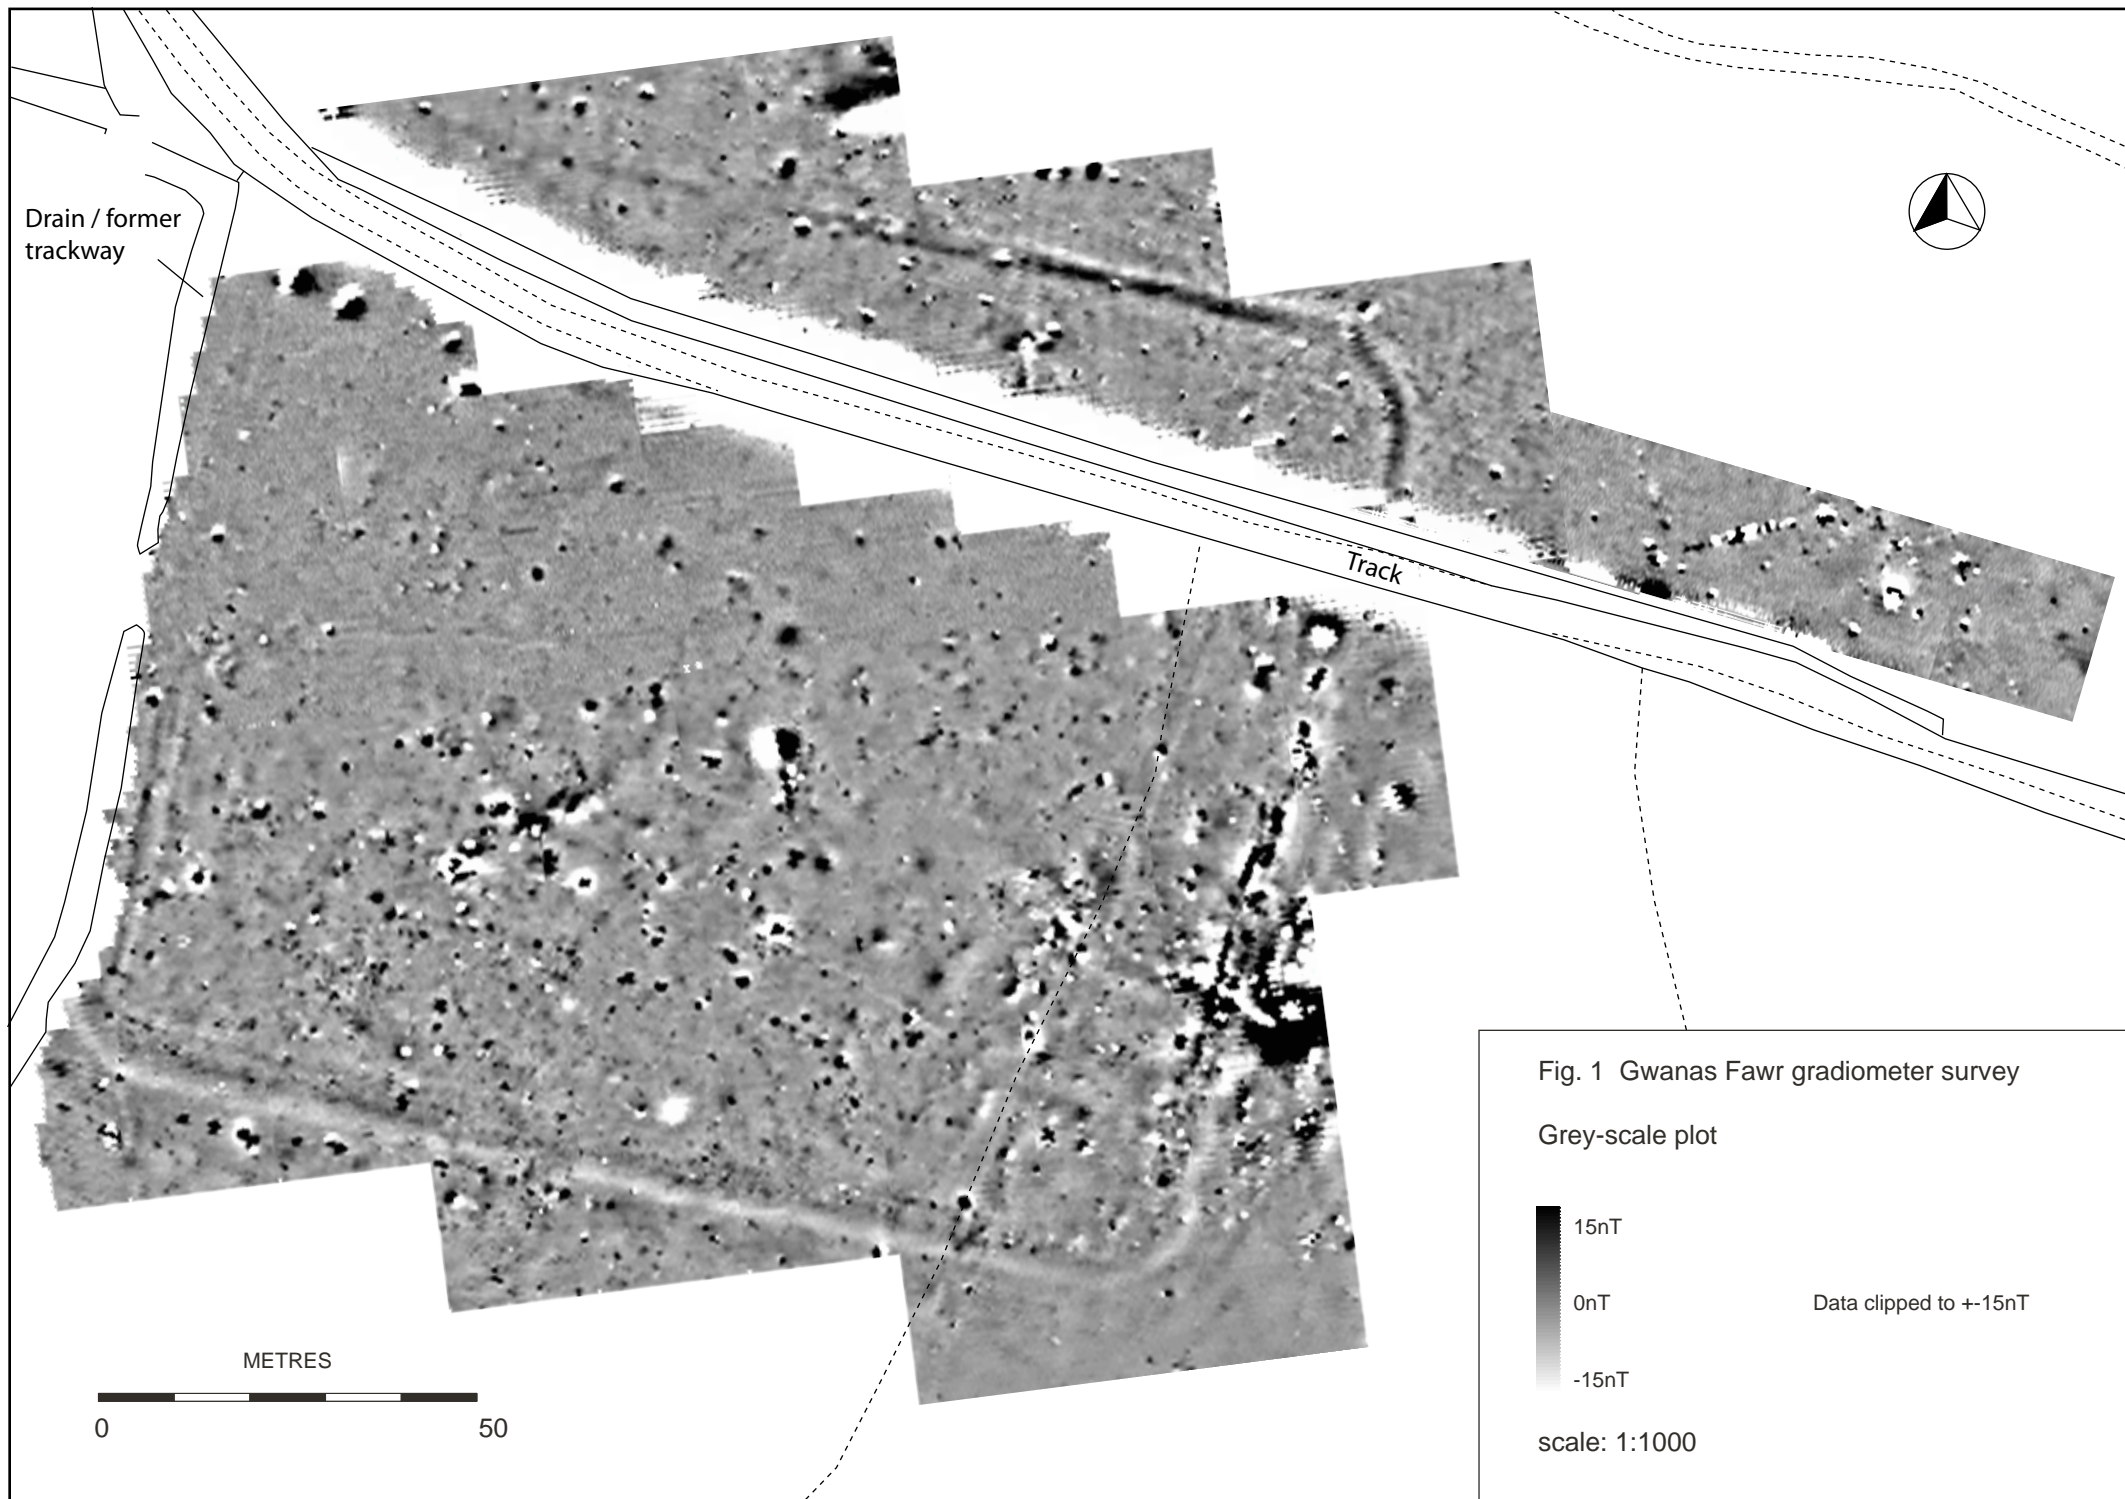 Drain / former
trackway
Track
Fig. 1  Gwanas Fawr gradiometer survey
Grey-scale plot
15nT
0nT
Data clipped to +-15nT
-15nT
scale: 1:1000
METRES
0 50